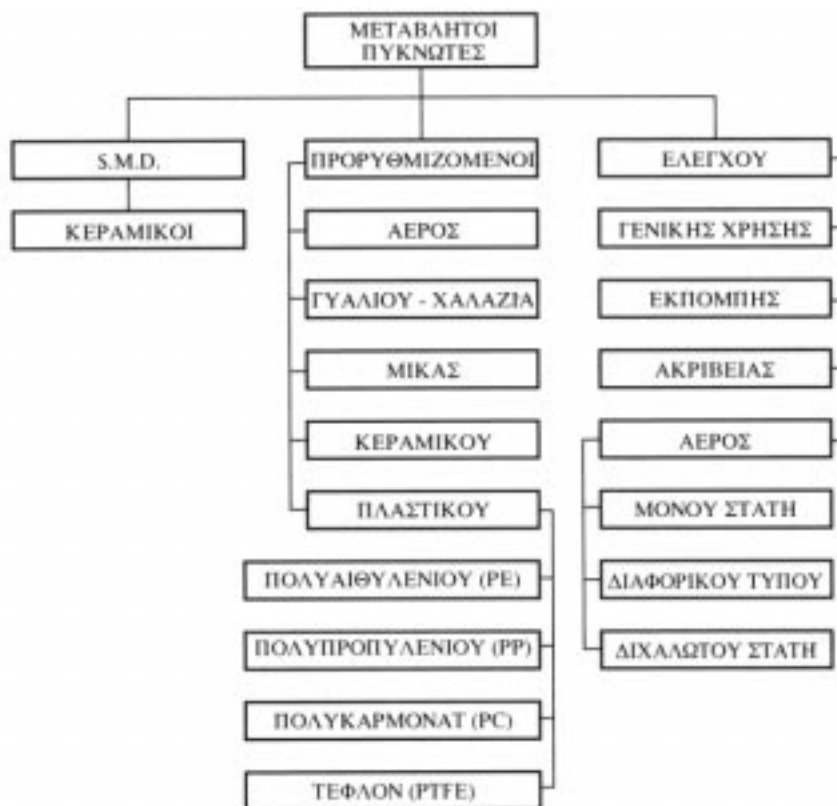 ΜΕΤΑΒΛΗΤΟΙ
ΠΥΚΝΩΤΕΣ
S.M.D.
ΚΕΡΑΜΙΚΟΙ
ΠΡΟΡΥΘΜΙΖΟΜΕΝΟΙ
ΑΕΡΟΣ
ΓΥΑΛΙΟΥ - ΧΑΛΑΖΙΑ
ΜΙΚΑΣ
ΚΕΡΑΜΙΚΟΥ
ΠΛΑΣΤΙΚΟΥ
ΠΟΛΥΑΙΘΥΛΕΝΙΟΥ (PE)
ΠΟΛΥΠΡΟΠΥΛΕΝΙΟΥ (PP)
ΠΟΛΥΚΑΡΜΟΝΑΤ (PC)
ΤΕΦΛΟΝ (PTFE)
ΕΛΕΓΧΟΥ
ΓΕΝΙΚΗΣ ΧΡΗΣΗΣ
ΕΚΠΟΜΠΗΣ
ΑΚΡΙΒΕΙΑΣ
ΑΕΡΟΣ
ΜΟΝΟΥ ΣΤΑΤΗ
ΔΙΑΦΟΡΙΚΟΥ ΤΥΠΟΥ
ΔΙΧΑΛΩΤΟΥ ΣΤΑΤΗ